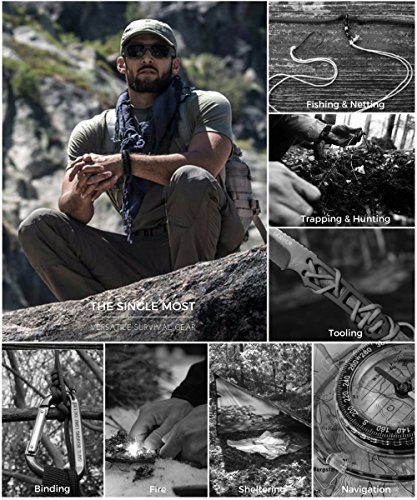 THE SINGLE MOST
VERSATILE SURVIVAL GEAR
Fishing & Netting
Trapping & Hunting
Tooling
Binding
Fire
Sheltering
Navigation